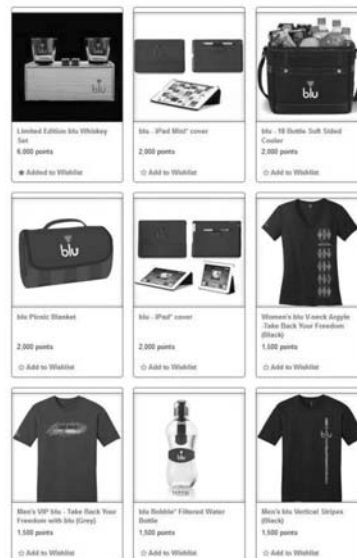 blu
Limited Edition blu Whiskey
Set
6,000 points
★ Added to Wishlist
blu - iPad Mini® cover
2,000 points
☆ Add to Wishlist
blu
blu - 18 Bottle Soft Sided
Cooler
2,000 points
☆ Add to Wishlist
blu
blu Picnic Blanket
2,000 points
☆ Add to Wishlist
blu - iPad® cover
2,000 points
☆ Add to Wishlist
Women's blu V-neck Argyle
-Take Back Your Freedom
(Black)
1,500 points
☆ Add to Wishlist
Men's VIP blu - Take Back Your
Freedom with blu (Grey)
1,500 points
☆ Add to Wishlist
blu
blu Bobble® Filtered Water
Bottle
1,500 points
☆ Add to Wishlist
blu
Men's blu Vertical Stripes
(Black)
1,500 points
☆ Add to Wishlist